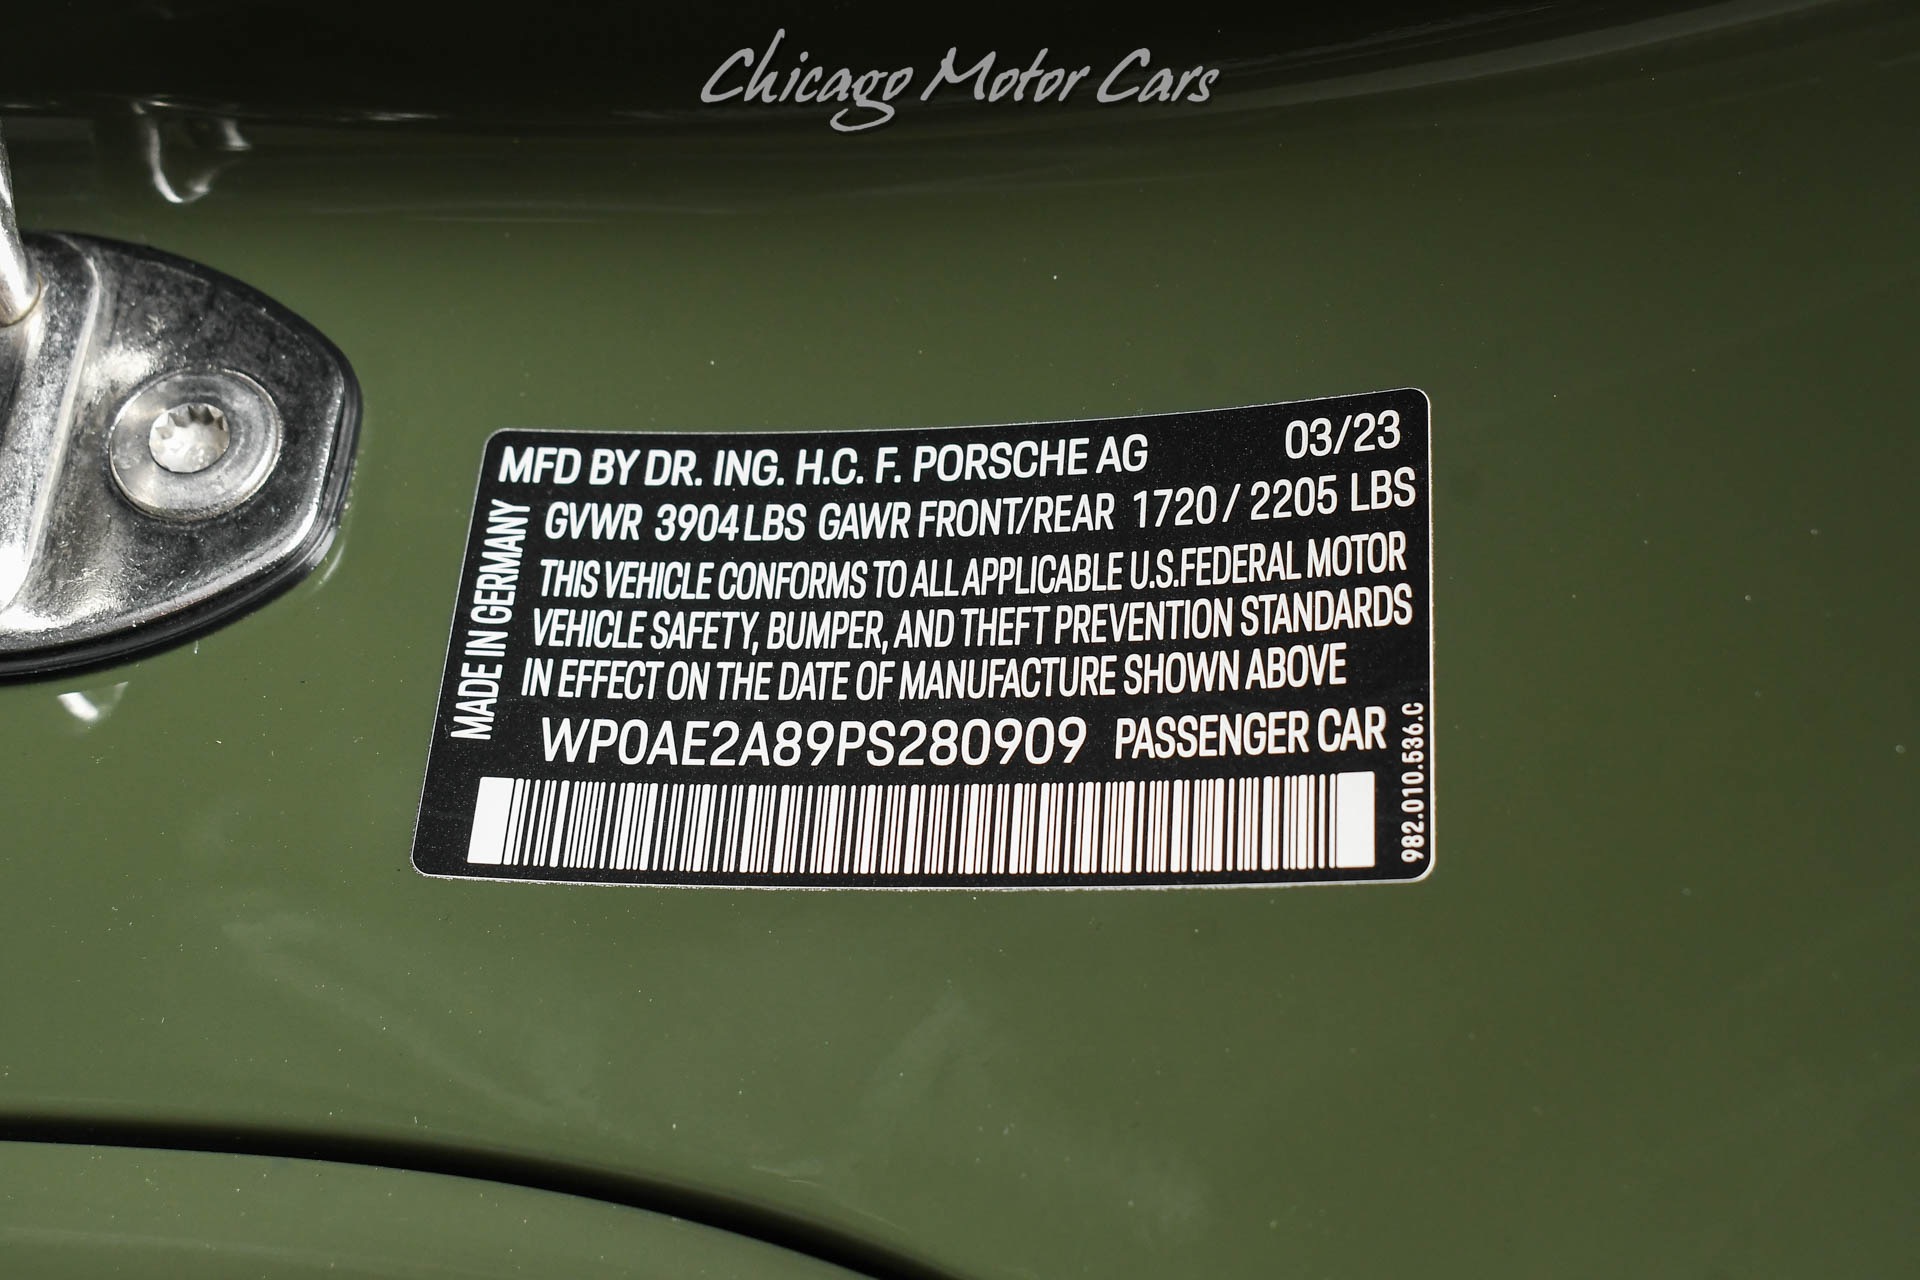 Chicago Motor Cars
MFD BY DR. ING. H.C. F. PORSCHE AG 03/23
GVWR 3904 LBS GAWR FRONT/REAR 1720 / 2205 LBS
THIS VEHICLE CONFORMS TO ALL APPLICABLE U.S.FEDERAL MOTOR
VEHICLE SAFETY, BUMPER, AND THEFT PREVENTION STANDARDS
IN EFFECT ON THE DATE OF MANUFACTURE SHOWN ABOVE
WP0AE2A89PS280909 PASSENGER CAR
MADE IN GERMANY
982.010.536.C